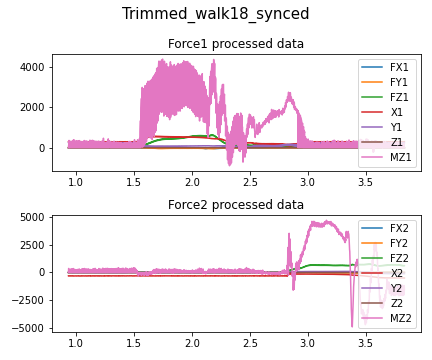 Trimmed_walk18_synced
Force1 processed data
4000
2000
0
1.0 1.5 2.0 2.5 3.0 3.5
FX1
FY1
FZ1
X1
Y1
Z1
MZ1
Force2 processed data
5000
2500
0
−2500
−5000
1.0 1.5 2.0 2.5 3.0 3.5
FX2
FY2
FZ2
X2
Y2
Z2
MZ2